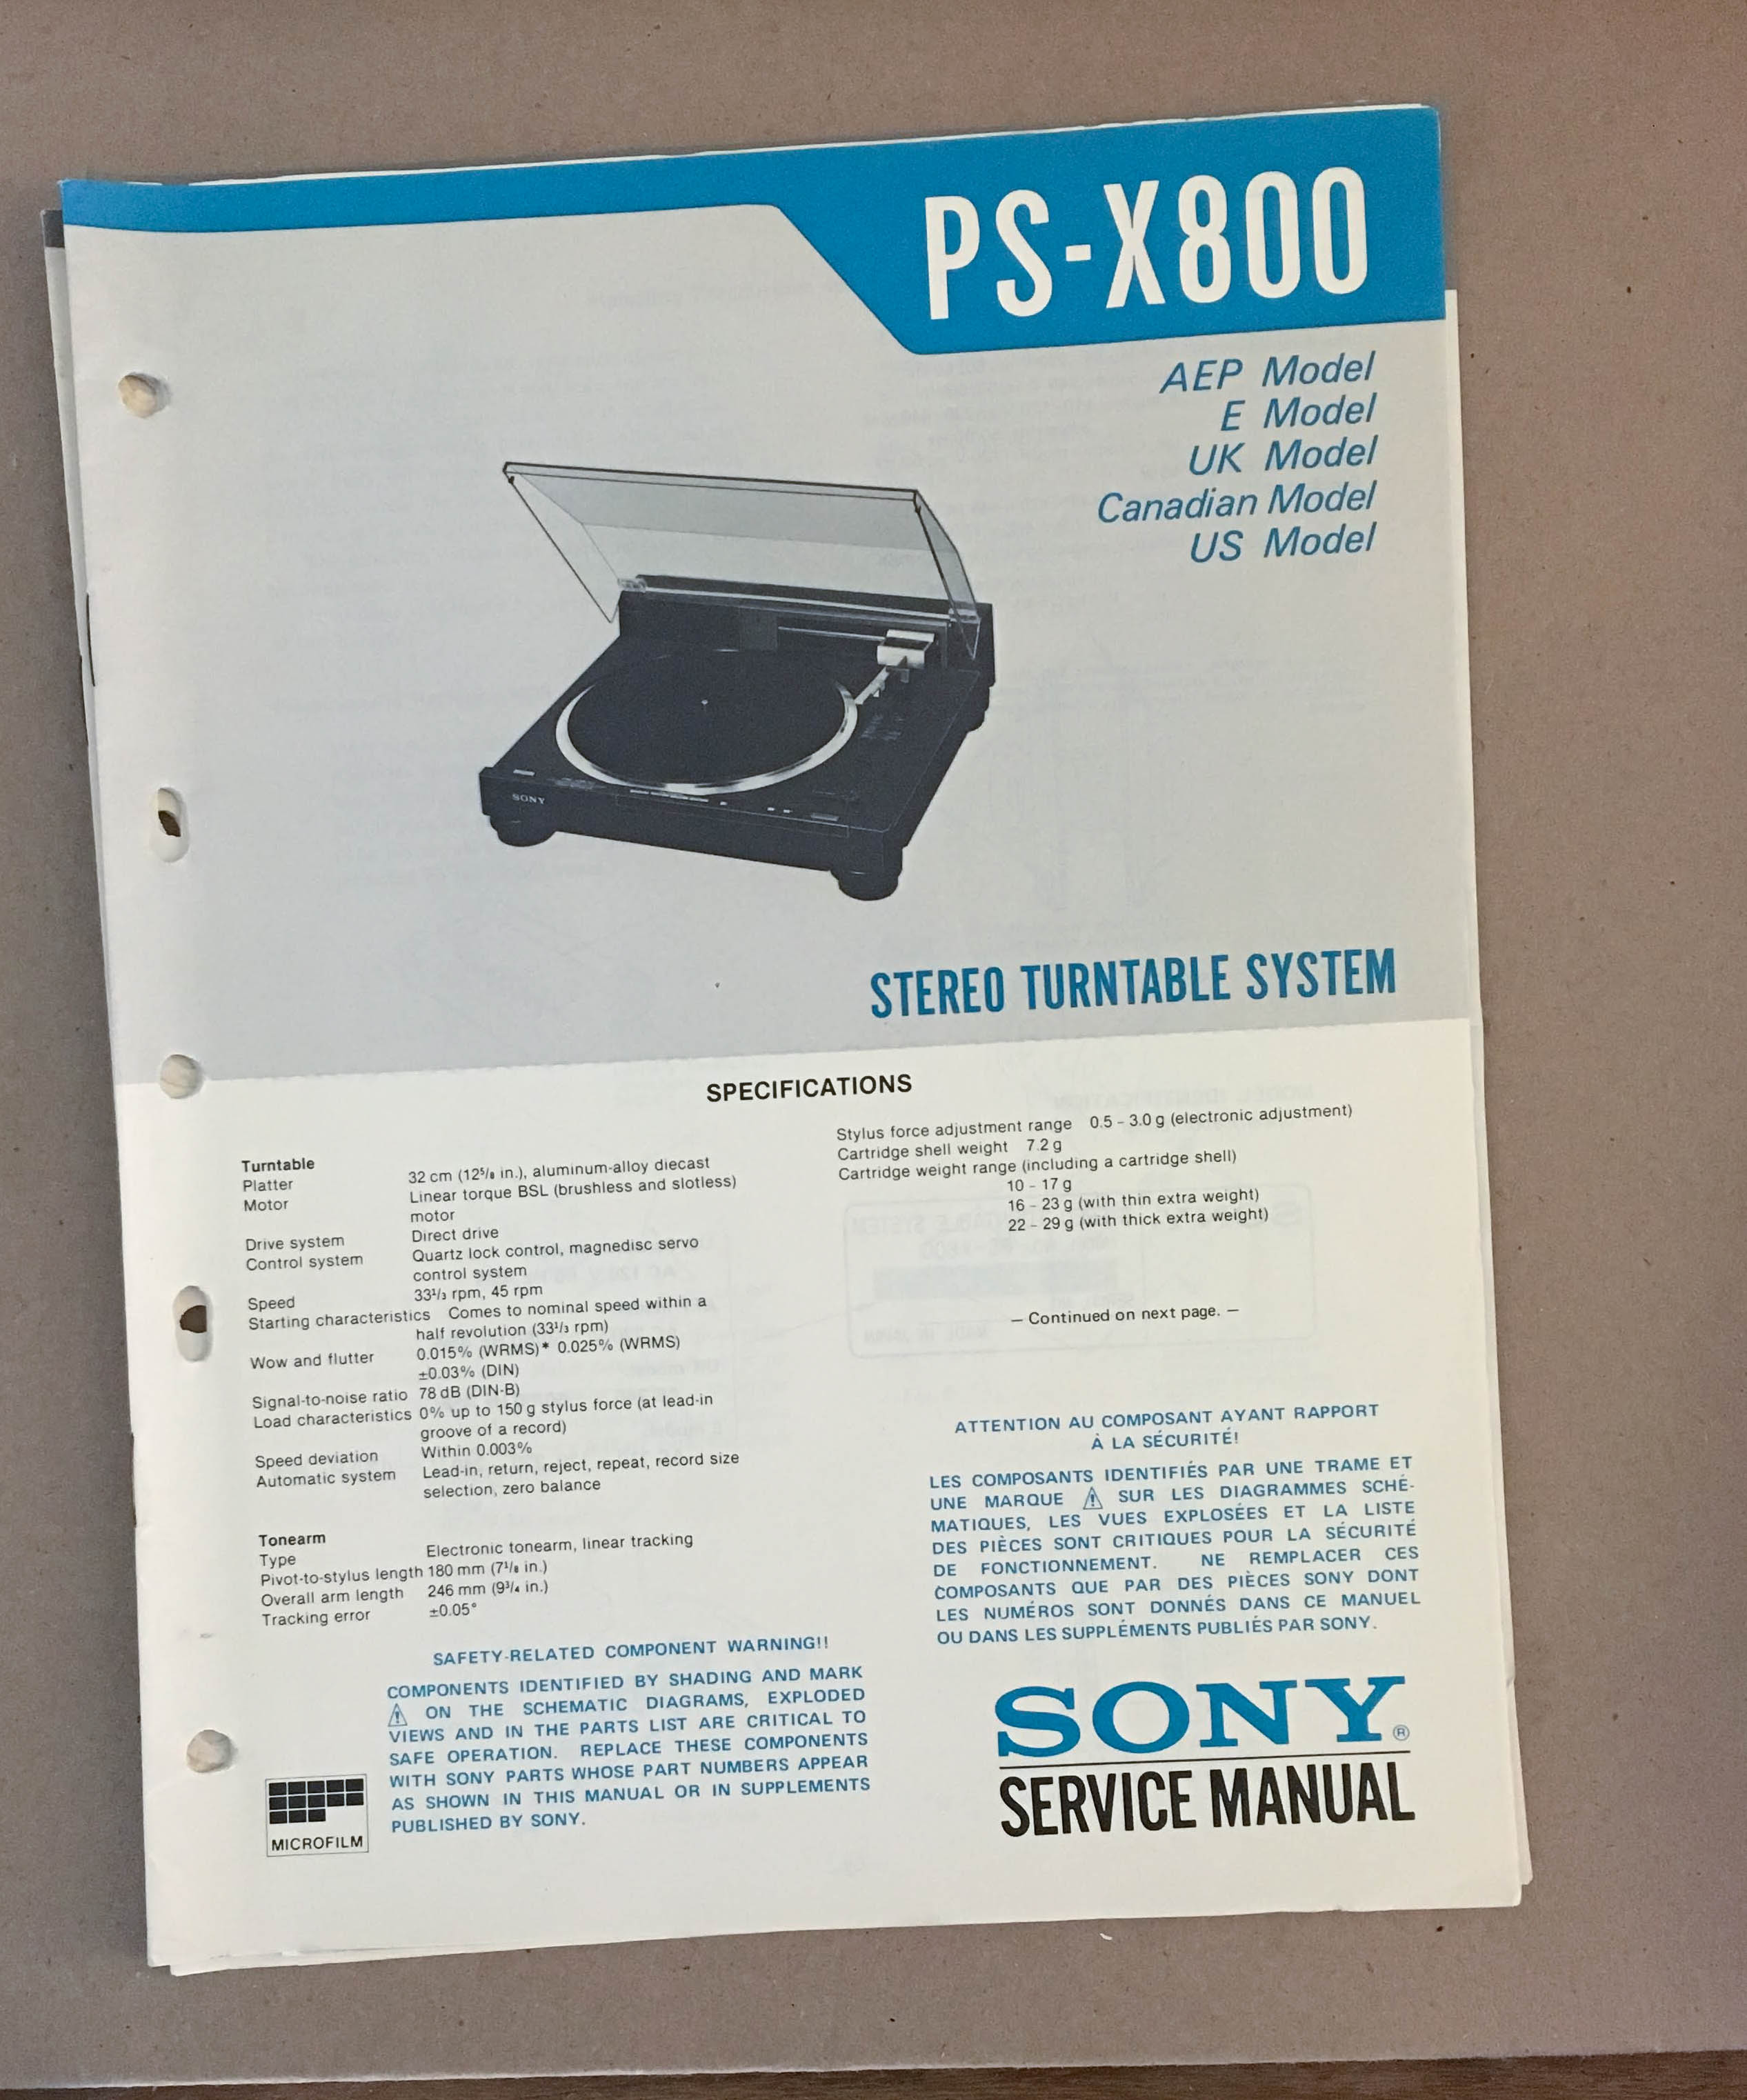 PS-X800
AEP Model
E Model
UK Model
Canadian Model
US Model
SONY
STEREO TURNTABLE SYSTEM
SPECIFICATIONS
Turntable
Platter 32 cm (12⁵/₈ in.), aluminum-alloy diecast
Motor Linear torque BSL (brushless and slotless)
motor
Drive system Direct drive
Control system Quartz lock control, magnedisc servo
control system
Speed 33¹/₃ rpm, 45 rpm
Starting characteristics Comes to nominal speed within a
half revolution (33¹/₃ rpm)
Wow and flutter 0.015% (WRMS)* 0.025% (WRMS)
±0.03% (DIN)
Signal-to-noise ratio 78 dB (DIN-B)
Load characteristics 0% up to 150 g stylus force (at lead-in
groove of a record)
Speed deviation Within 0.003%
Automatic system Lead-in, return, reject, repeat, record size
selection, zero balance
Tonearm
Type Electronic tonearm, linear tracking
Pivot-to-stylus length 180 mm (7¹/₈ in.)
Overall arm length 246 mm (9³/₄ in.)
Tracking error ±0.05°
Stylus force adjustment range 0.5 – 3.0 g (electronic adjustment)
Cartridge shell weight 7.2 g
Cartridge weight range (including a cartridge shell)
10 – 17 g
16 – 23 g (with thin extra weight)
22 – 29 g (with thick extra weight)
— Continued on next page. —
SAFETY-RELATED COMPONENT WARNING!!
COMPONENTS IDENTIFIED BY SHADING AND MARK
⚠ ON THE SCHEMATIC DIAGRAMS, EXPLODED
VIEWS AND IN THE PARTS LIST ARE CRITICAL TO
SAFE OPERATION. REPLACE THESE COMPONENTS
WITH SONY PARTS WHOSE PART NUMBERS APPEAR
AS SHOWN IN THIS MANUAL OR IN SUPPLEMENTS
PUBLISHED BY SONY.
ATTENTION AU COMPOSANT AYANT RAPPORT
À LA SÉCURITÉ!
LES COMPOSANTS IDENTIFIÉS PAR UNE TRAME ET
UNE MARQUE ⚠ SUR LES DIAGRAMMES SCHÉ-
MATIQUES, LES VUES EXPLOSÉES ET LA LISTE
DES PIÈCES SONT CRITIQUES POUR LA SÉCURITÉ
DE FONCTIONNEMENT. NE REMPLACER CES
COMPOSANTS QUE PAR DES PIÈCES SONY DONT
LES NUMÉROS SONT DONNÉS DANS CE MANUEL
OU DANS LES SUPPLÉMENTS PUBLIÉS PAR SONY.
MICROFILM
SONY®
SERVICE MANUAL